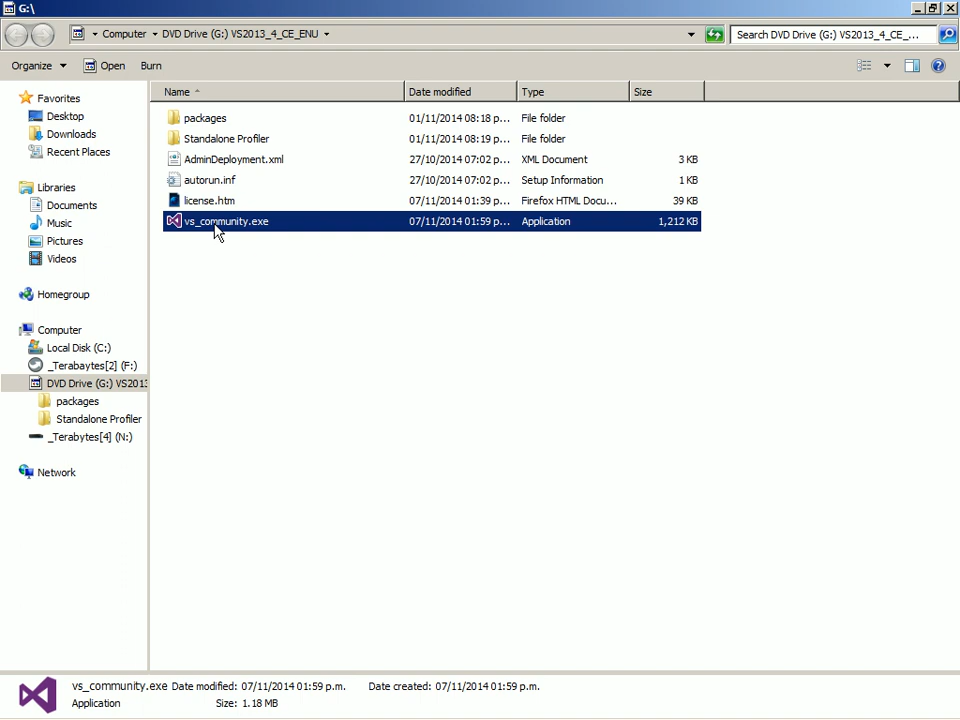 G:\
Computer DVD Drive (G:) VS2013_4_CE_ENU Search DVD Drive (G:) VS2013_4_CE_...
Organize Open Burn
Favorites
Desktop
Downloads
Recent Places
Libraries
Documents
Music
Pictures
Videos
Homegroup
Computer
Local Disk (C:)
_Terabytes[2] (F:)
DVD Drive (G:) VS2013
packages
Standalone Profiler
_Terabytes[4] (N:)
Network
Name Date modified Type Size
packages 01/11/2014 08:18 p... File folder
Standalone Profiler 01/11/2014 08:19 p... File folder
AdminDeployment.xml 27/10/2014 07:02 p... XML Document 3 KB
autorun.inf 27/10/2014 07:02 p... Setup Information 1 KB
license.htm 07/11/2014 01:39 p... Firefox HTML Docu... 39 KB
vs_community.exe 07/11/2014 01:59 p... Application 1,212 KB
vs_community.exe Date modified: 07/11/2014 01:59 p.m. Date created: 07/11/2014 01:59 p.m.
Application Size: 1.18 MB